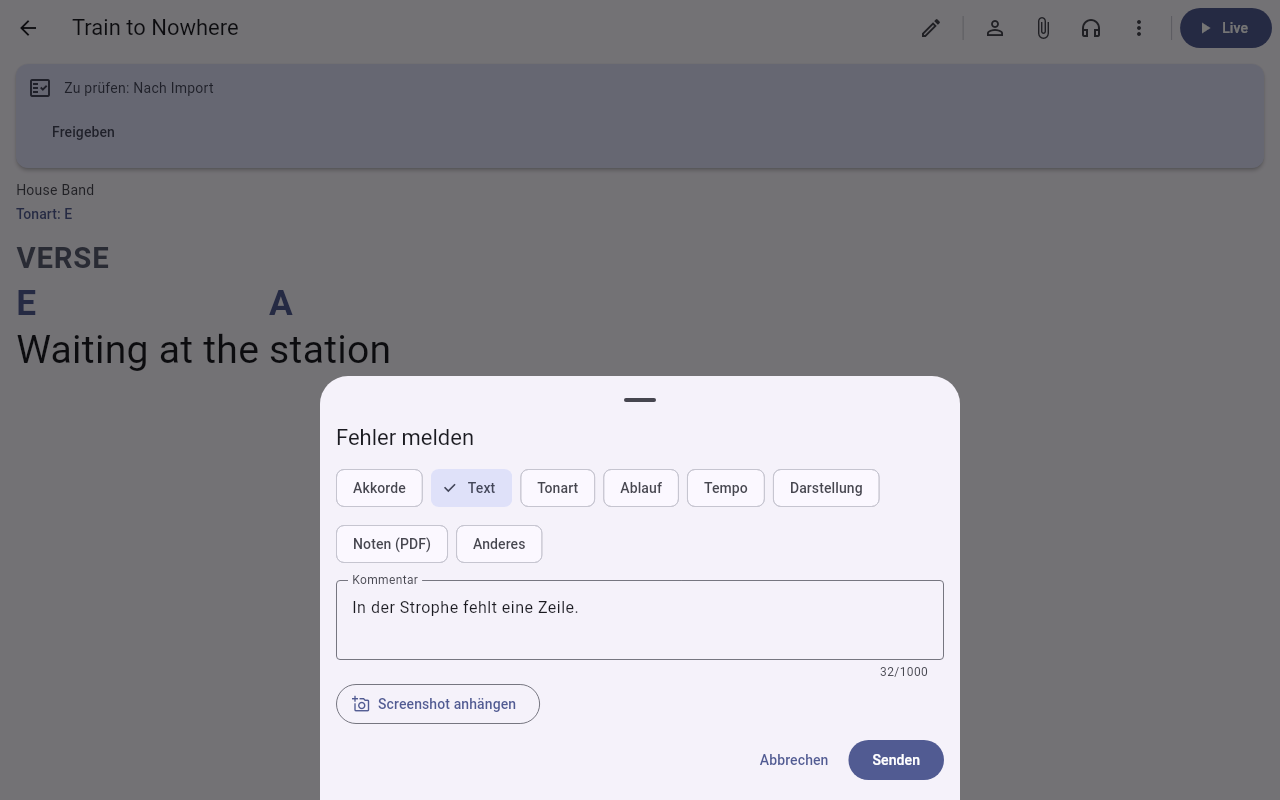 Train to Nowhere
Live
Zu prüfen: Nach Import
Freigeben
House Band
Tonart: E
VERSE
E A
Waiting at the station
Fehler melden
Akkorde Text Tonart Ablauf Tempo Darstellung
Noten (PDF) Anderes
Kommentar
In der Strophe fehlt eine Zeile.
32/1000
Screenshot anhängen
Abbrechen Senden